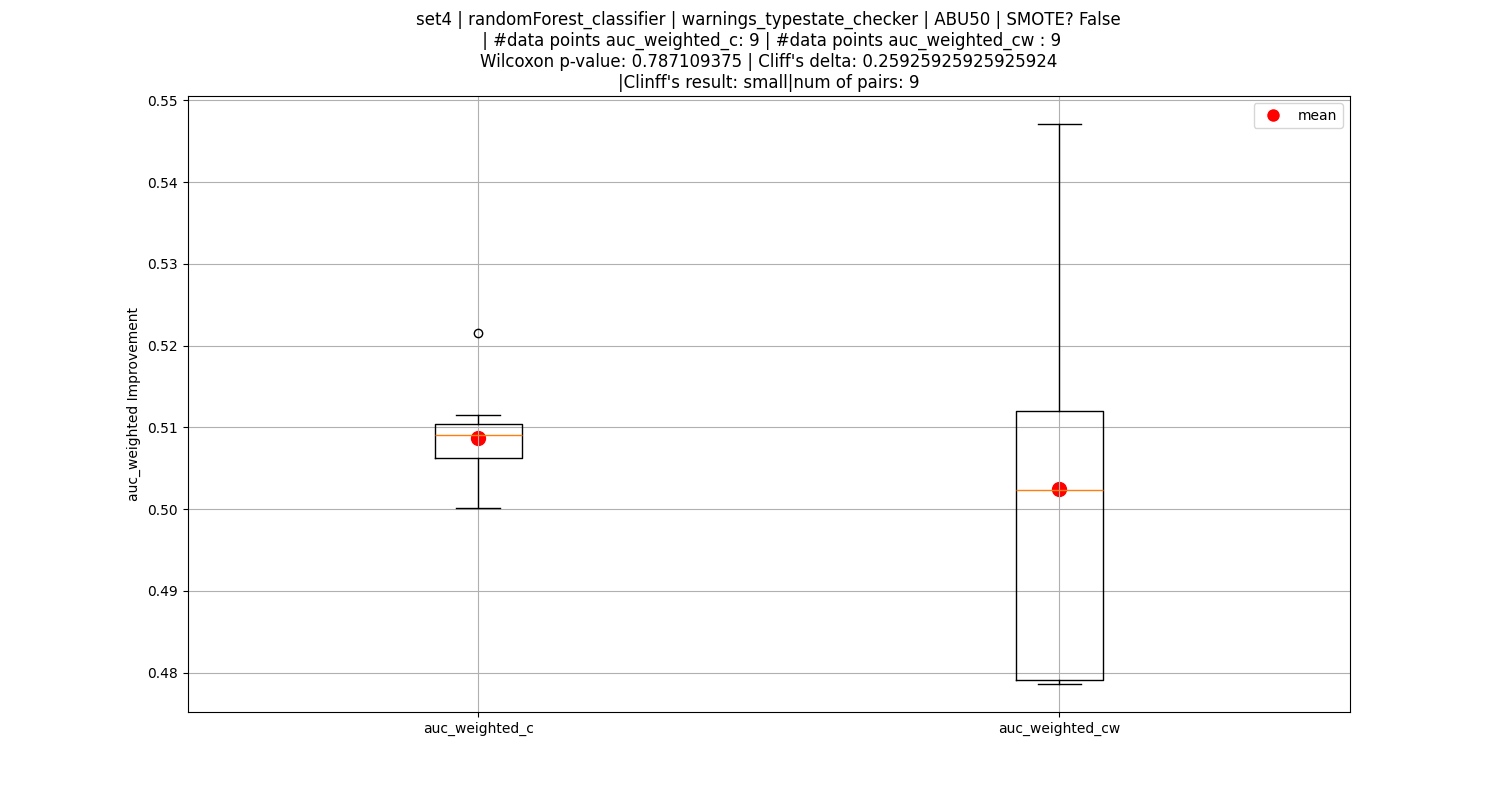 set4 | randomForest_classifier | warnings_typestate_checker | ABU50 | SMOTE? False
| #data points auc_weighted_c: 9 | #data points auc_weighted_cw : 9
Wilcoxon p-value: 0.787109375 | Cliff's delta: 0.25925925925925924
|Clinff's result: small|num of pairs: 9
mean
0.55
0.54
0.53
0.52
0.51
0.50
0.49
0.48
auc_weighted Improvement
auc_weighted_c
auc_weighted_cw